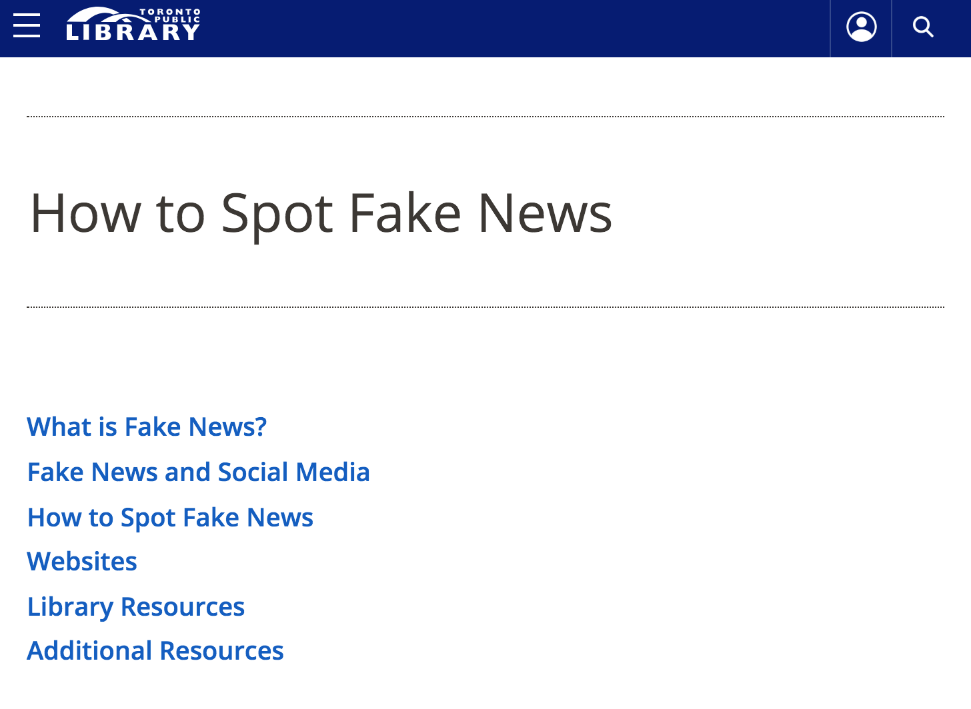 TORONTO
PUBLIC
LIBRARY
How to Spot Fake News
What is Fake News?
Fake News and Social Media
How to Spot Fake News
Websites
Library Resources
Additional Resources